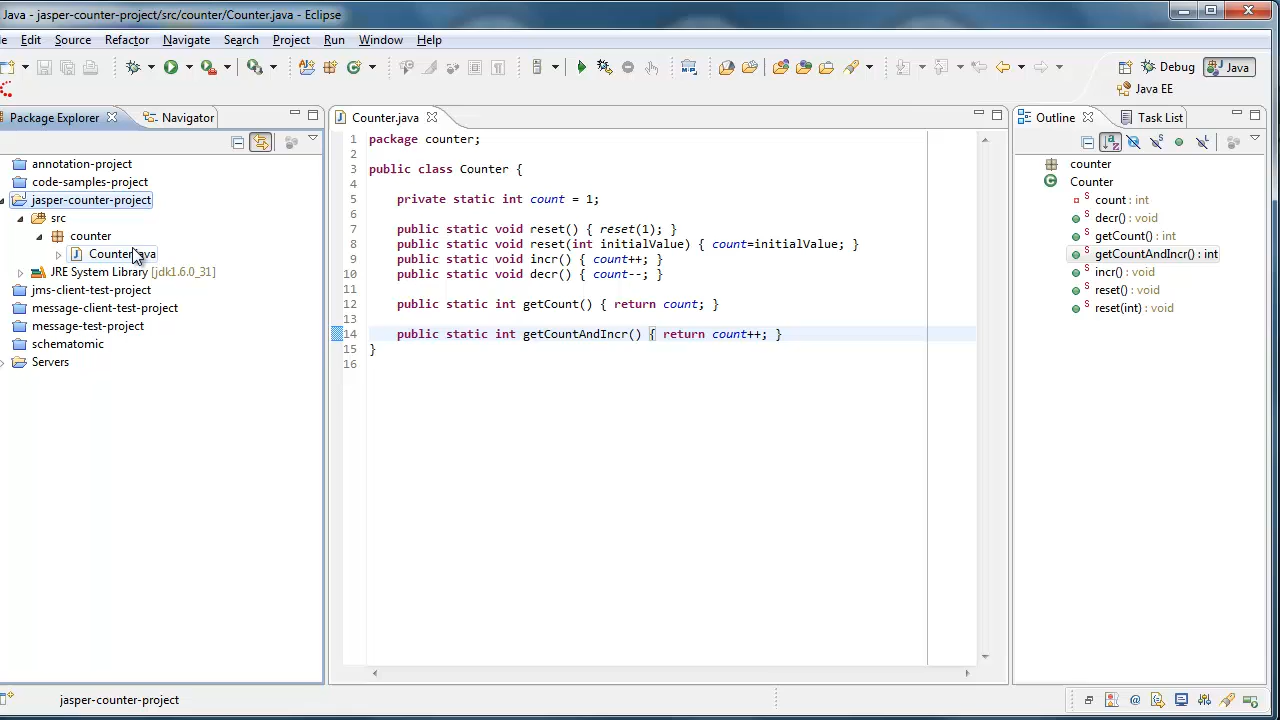 Java - jasper-counter-project/src/counter/Counter.java - Eclipse
Edit Source Refactor Navigate Search Project Run Window Help
Debug Java
Java EE
Package Explorer Navigator
annotation-project
code-samples-project
jasper-counter-project
src
counter
Counter.java
JRE System Library [jdk1.6.0_31]
jms-client-test-project
message-client-test-project
message-test-project
schematomic
Servers
Counter.java
1 package counter;
2
3 public class Counter {
4
5 private static int count = 1;
6
7 public static void reset() { reset(1); }
8 public static void reset(int initialValue) { count=initialValue; }
9 public static void incr() { count++; }
10 public static void decr() { count--; }
11
12 public static int getCount() { return count; }
13
14 public static int getCountAndIncr() { return count++; }
15 }
16
Outline Task List
counter
Counter
count : int
decr() : void
getCount() : int
getCountAndIncr() : int
incr() : void
reset() : void
reset(int) : void
jasper-counter-project